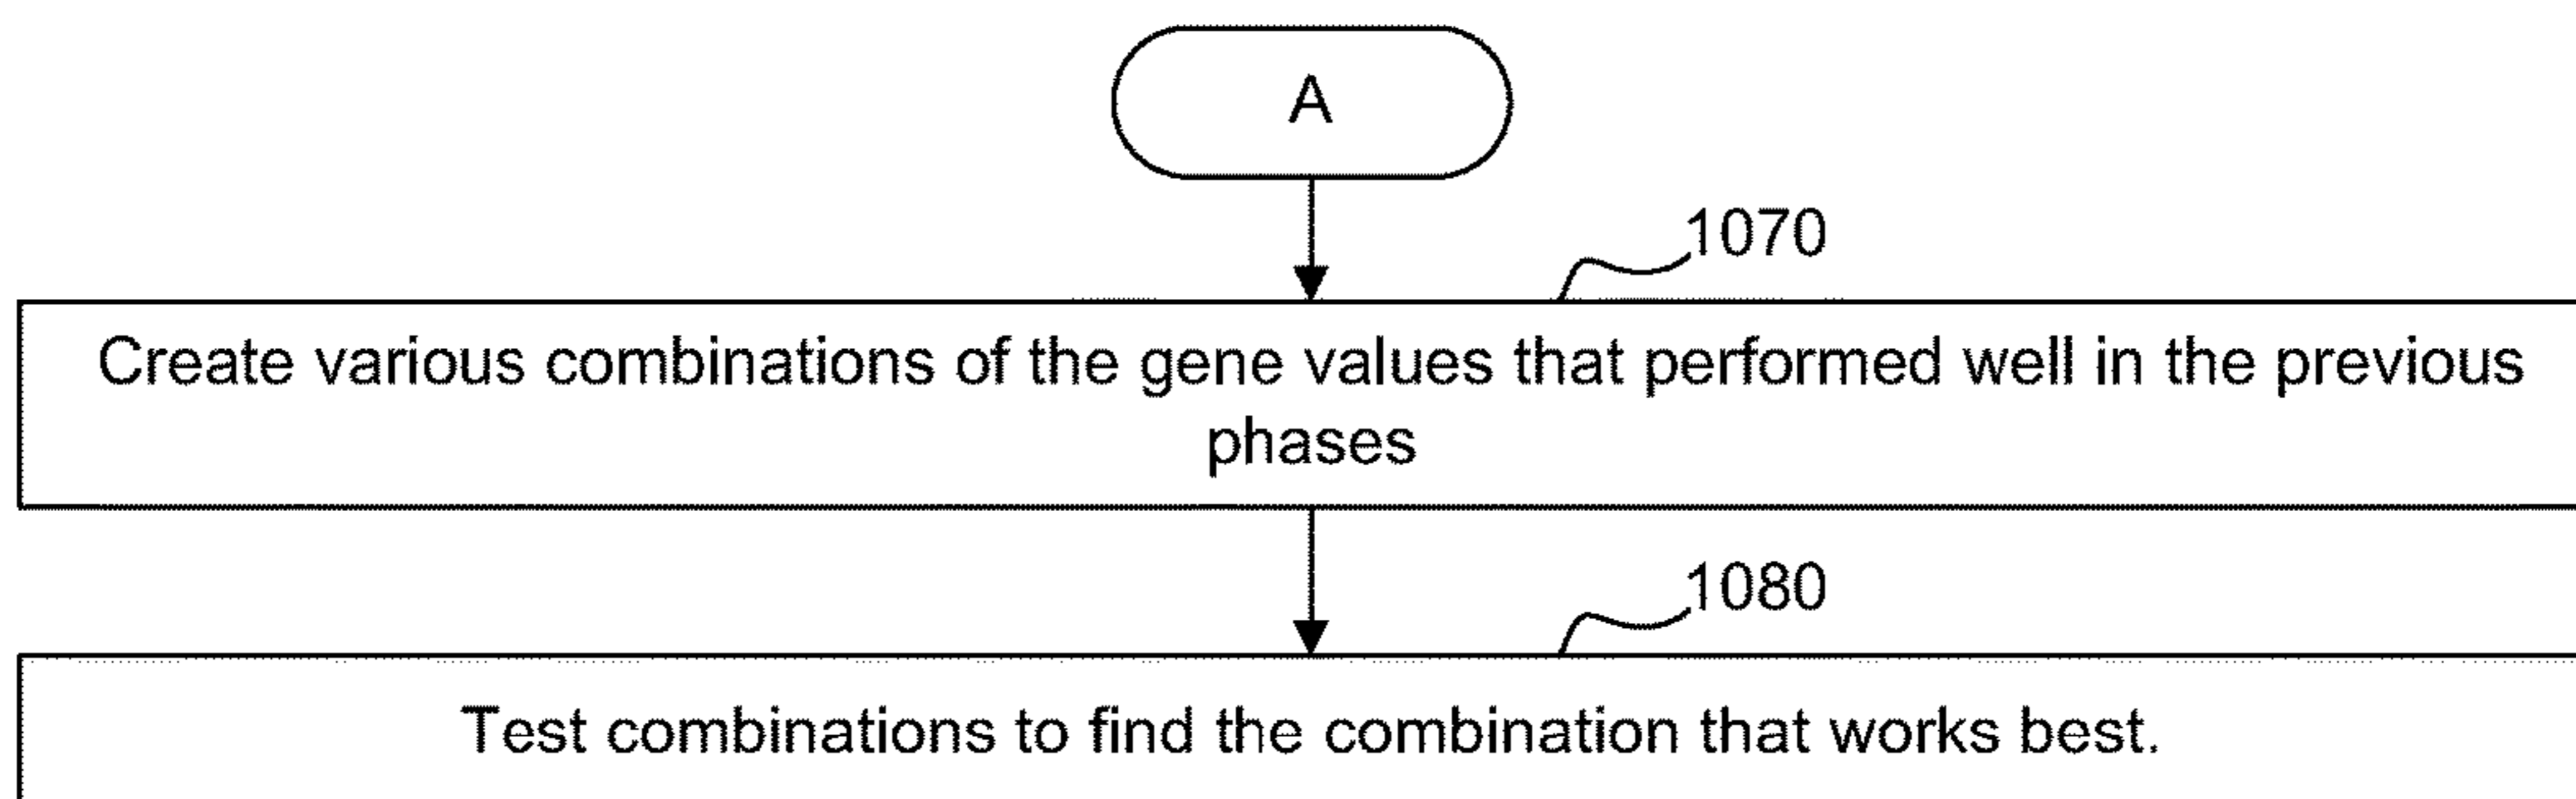 A
1070
Create various combinations of the gene values that performed well in the previous
phases
1080
Test combinations to find the combination that works best.